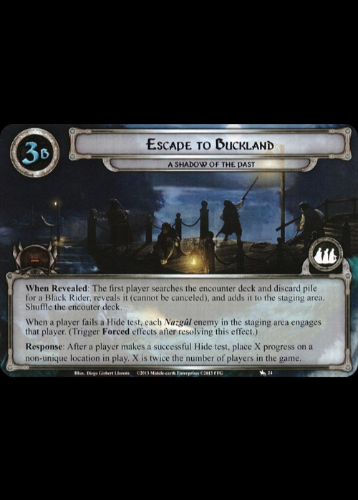 3B
Escape to Buckland
A Shadow of the Past
When Revealed: The first player searches the encounter deck and discard pile
for a Black Rider, reveals it (cannot be canceled), and adds it to the staging area.
Shuffle the encounter deck.
When a player fails a Hide test, each Nazgûl enemy in the staging area engages
that player. (Trigger Forced effects after resolving this effect.)
Response: After a player makes a successful Hide test, place X progress on a
non-unique location in play. X is twice the number of players in the game.
Illus. Diego Gisbert Llorens ©2013 Middle-earth Enterprises ©2013 FFG 24